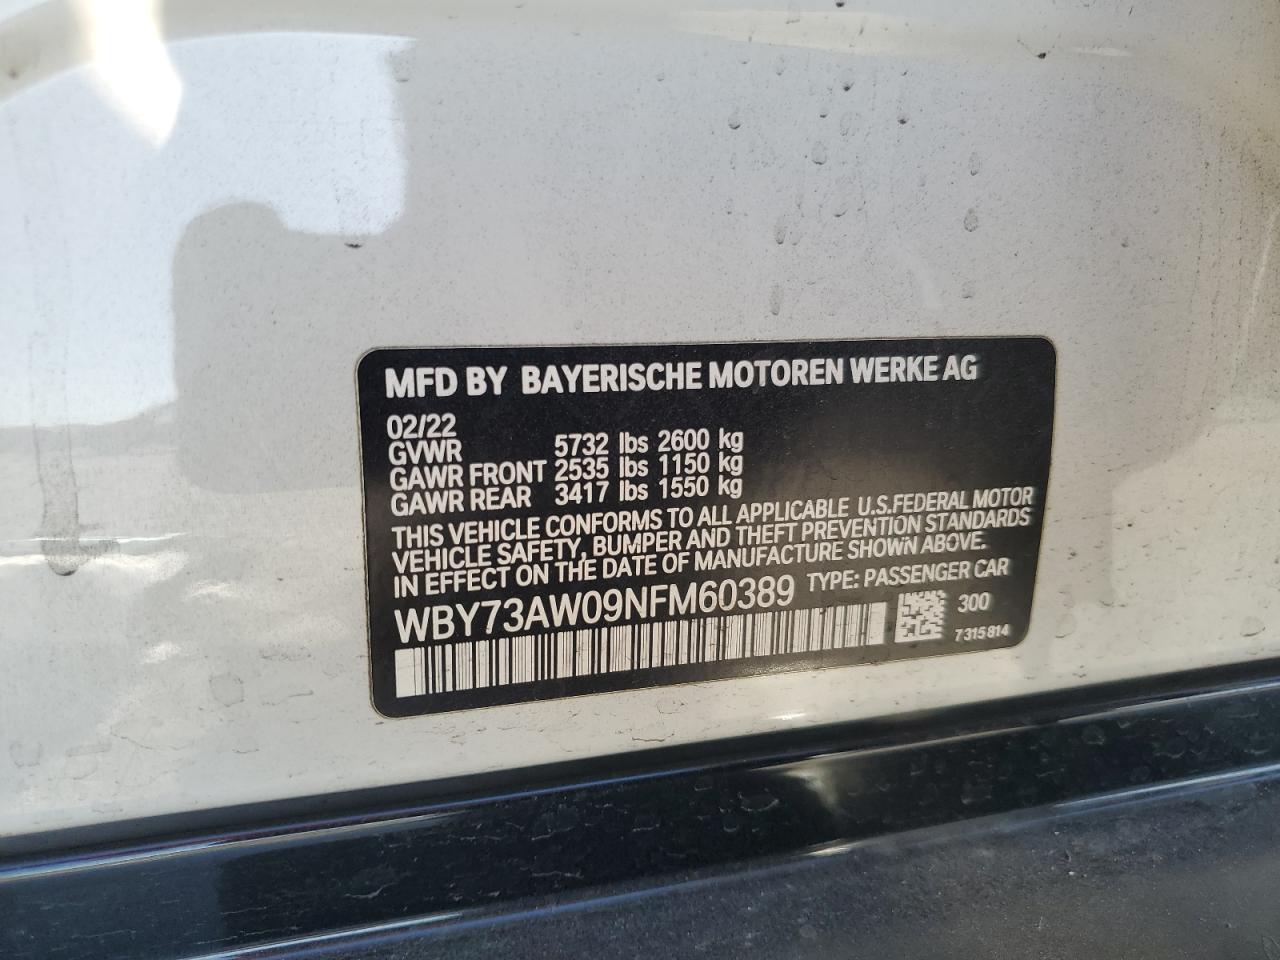 MFD BY BAYERISCHE MOTOREN WERKE AG
02/22
GVWR 5732 lbs 2600 kg
GAWR FRONT 2535 lbs 1150 kg
GAWR REAR 3417 lbs 1550 kg
THIS VEHICLE CONFORMS TO ALL APPLICABLE U.S.FEDERAL MOTOR
VEHICLE SAFETY, BUMPER AND THEFT PREVENTION STANDARDS
IN EFFECT ON THE DATE OF MANUFACTURE SHOWN ABOVE.
WBY73AW09NFM60389 TYPE: PASSENGER CAR
300
7315814